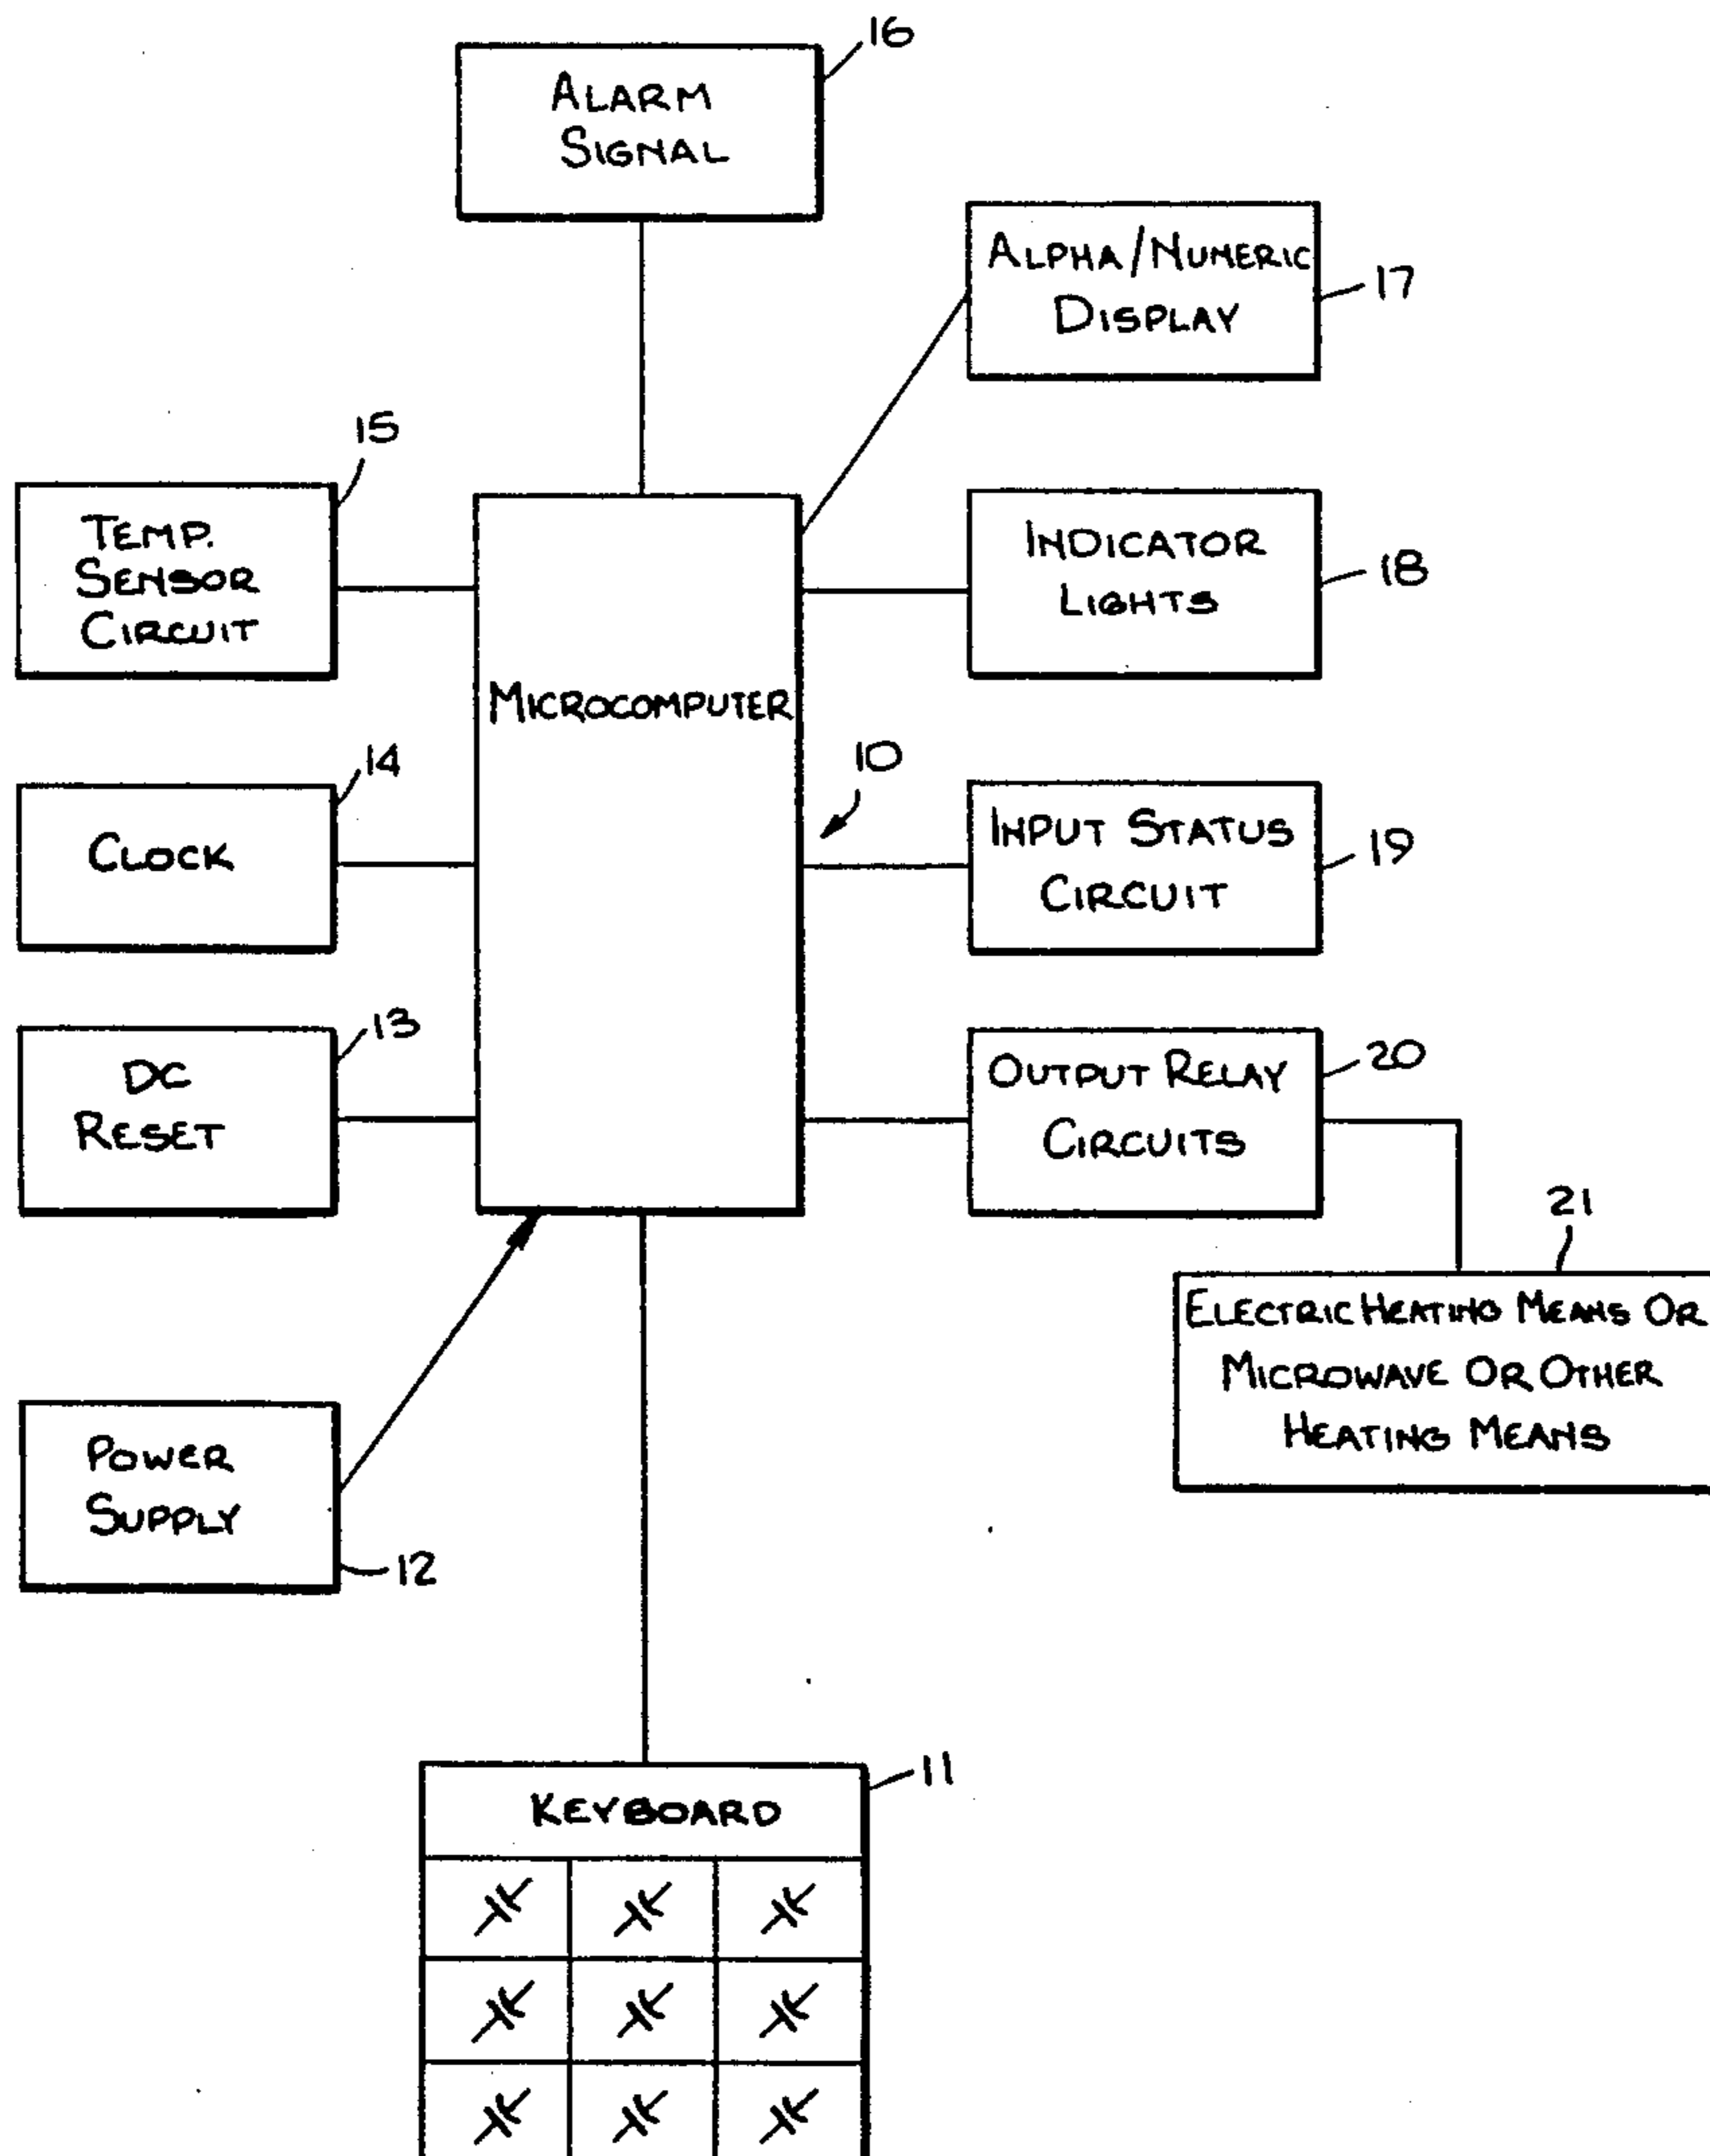 16
ALARM
SIGNAL
ALPHA/NUMERIC
DISPLAY
17
15
TEMP.
SENSOR
CIRCUIT
INDICATOR
LIGHTS
18
MICROCOMPUTER
10
14
CLOCK
INPUT STATUS
CIRCUIT
19
13
DC
RESET
OUTPUT RELAY
CIRCUITS
20
21
ELECTRIC HEATING MEANS OR
MICROWAVE OR OTHER
HEATING MEANS
POWER
SUPPLY
12
11
KEYBOARD